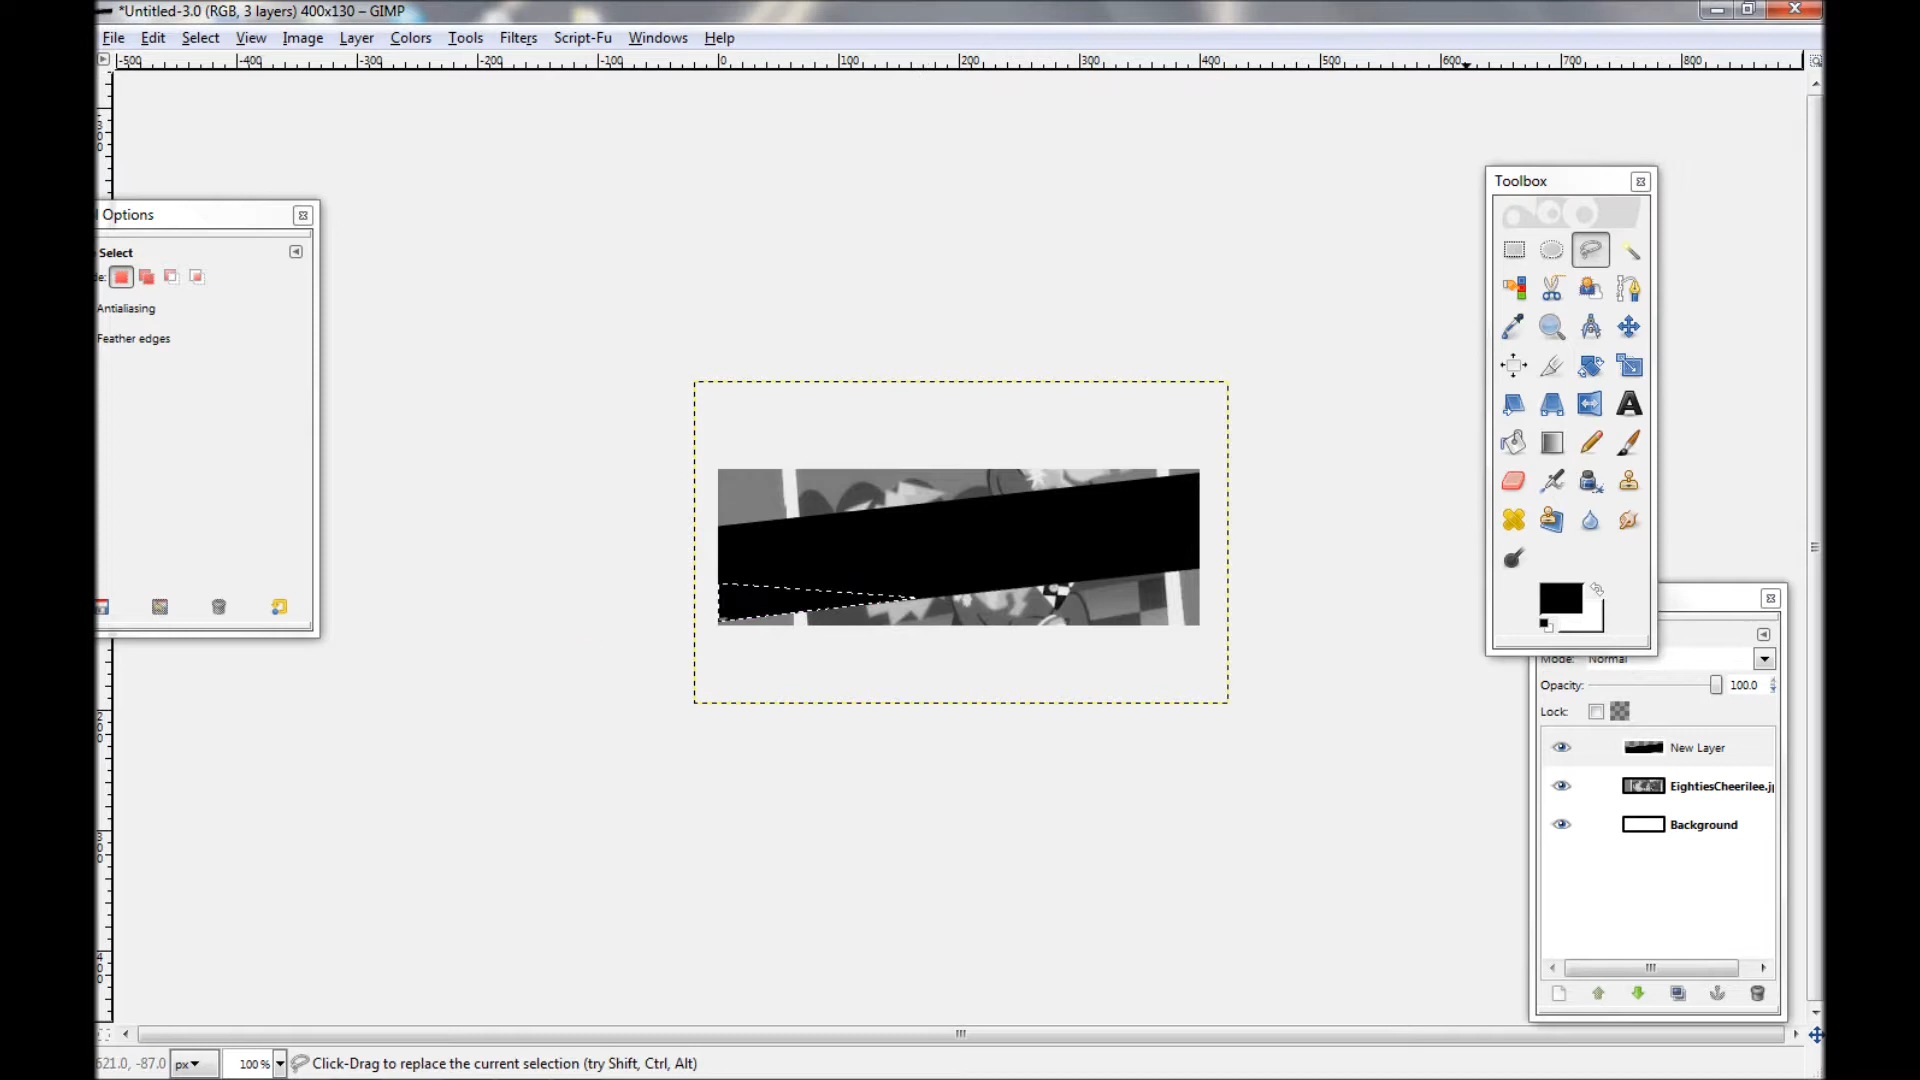 *Untitled-3.0 (RGB, 3 layers) 400x130 – GIMP
File Edit Select View Image Layer Colors Tools Filters Script-Fu Windows Help
-500 -400 -300 -200 -100 0 100 200 300 400 500 600 700 800
Toolbox
Options
Select
de:
Antialiasing
Feather edges
Mode: Normal
Opacity: 100.0
Lock:
New Layer
EightiesCheerilee.j
Background
621.0, -87.0 px 100 % Click-Drag to replace the current selection (try Shift, Ctrl, Alt)